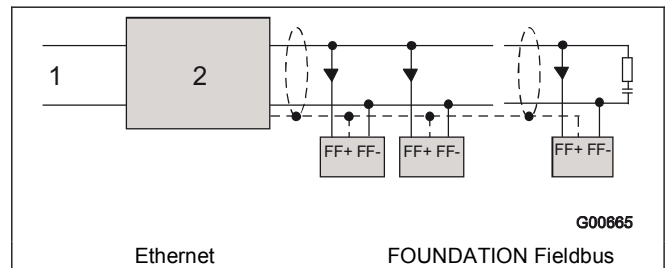 1 2
FF+ FF- FF+ FF- FF+ FF-
G00665
Ethernet FOUNDATION Fieldbus